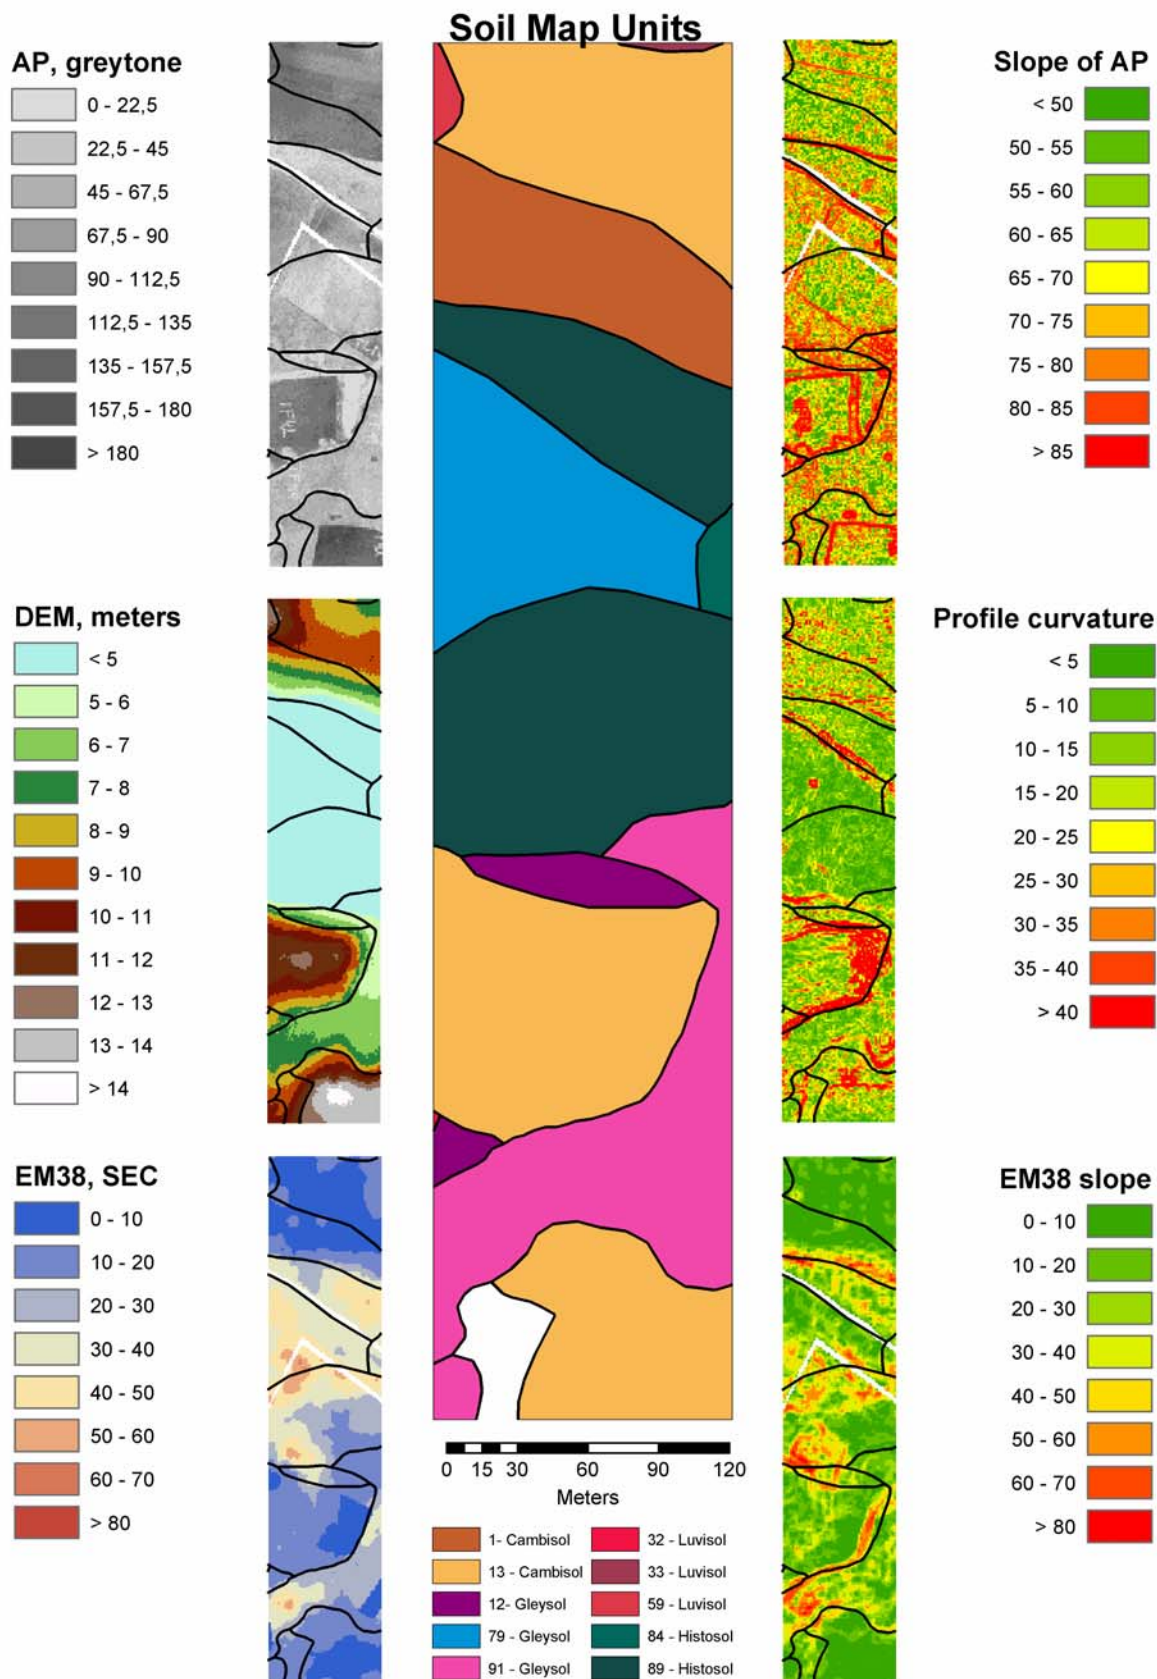 Soil Map Units
AP, greytone
0 - 22,5
22,5 - 45
45 - 67,5
67,5 - 90
90 - 112,5
112,5 - 135
135 - 157,5
157,5 - 180
> 180
Slope of AP
< 50
50 - 55
55 - 60
60 - 65
65 - 70
70 - 75
75 - 80
80 - 85
> 85
DEM, meters
< 5
5 - 6
6 - 7
7 - 8
8 - 9
9 - 10
10 - 11
11 - 12
12 - 13
13 - 14
> 14
Profile curvature
< 5
5 - 10
10 - 15
15 - 20
20 - 25
25 - 30
30 - 35
35 - 40
> 40
EM38, SEC
0 - 10
10 - 20
20 - 30
30 - 40
40 - 50
50 - 60
60 - 70
> 80
EM38 slope
0 - 10
10 - 20
20 - 30
30 - 40
40 - 50
50 - 60
60 - 70
> 80
0 15 30 60 90 120
Meters
1- Cambisol
13 - Cambisol
12- Gleysol
79 - Gleysol
91 - Gleysol
32 - Luvisol
33 - Luvisol
59 - Luvisol
84 - Histosol
89 - Histosol